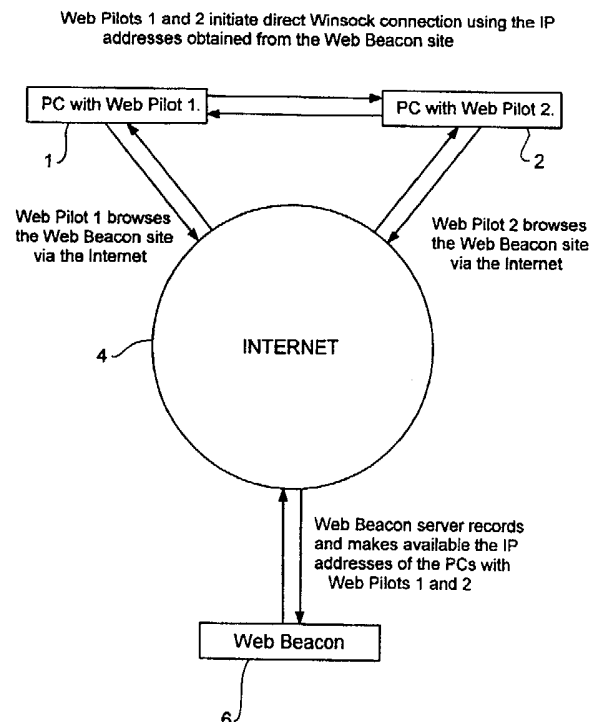 Web Pilots 1 and 2 initiate direct Winsock connection using the IP
addresses obtained from the Web Beacon site
PC with Web Pilot 1.
PC with Web Pilot 2.
1
2
Web Pilot 1 browses
the Web Beacon site
via the Internet
Web Pilot 2 browses
the Web Beacon site
via the Internet
4
INTERNET
Web Beacon server records
and makes available the IP
addresses of the PCs with
Web Pilots 1 and 2
Web Beacon
6